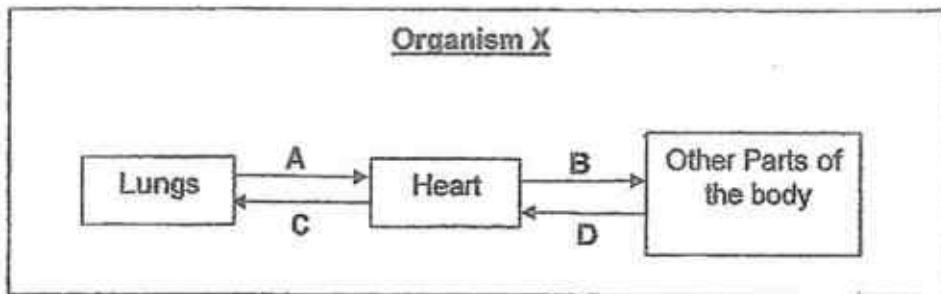 Organism X
A
B
Lungs
Heart
Other Parts of
the body
C
D